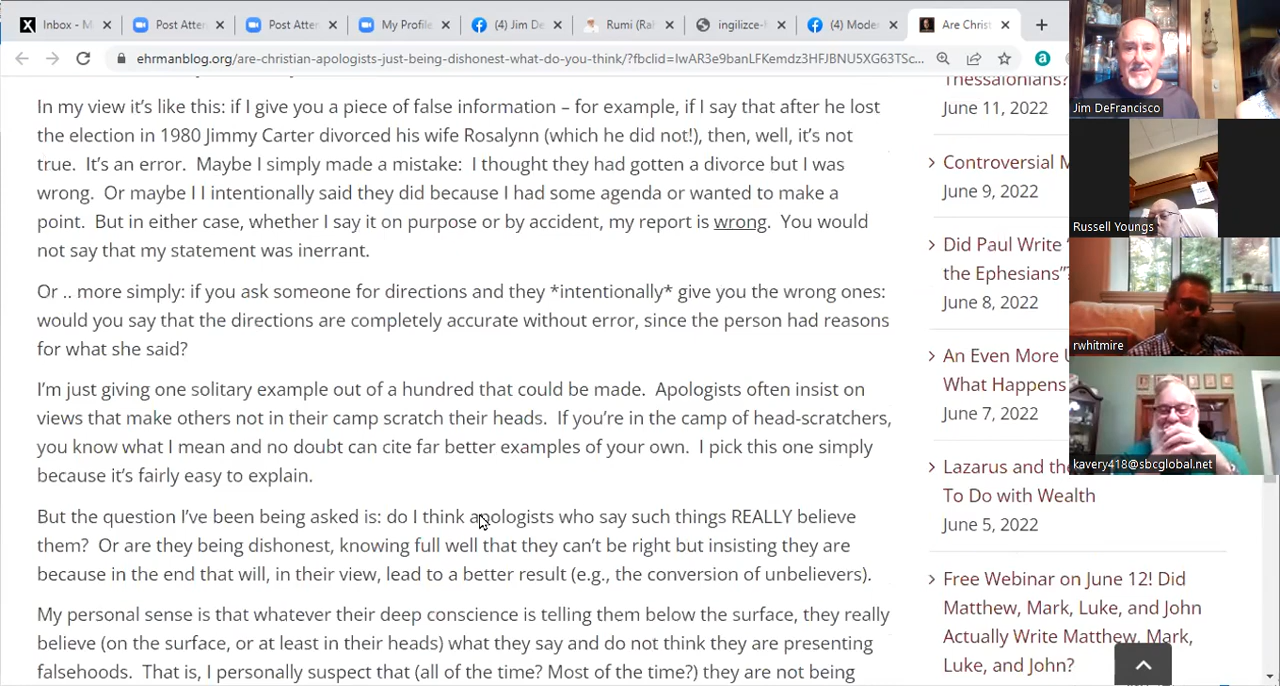 Inbox - M
Post Atter
Post Atter
My Profile
(4) Jim De
Rumi (Ral
ingilizce-
(4) Mode
Are Christ
ehrmanblog.org/are-christian-apologists-just-being-dishonest-what-do-you-think/?fbclid=IwAR3e9banLFKemdz3HFJBNU5XG63TSc...
In my view it's like this: if I give you a piece of false information – for example, if I say that after he lost
the election in 1980 Jimmy Carter divorced his wife Rosalynn (which he did not!), then, well, it's not
true.  It's an error.  Maybe I simply made a mistake:  I thought they had gotten a divorce but I was
wrong.  Or maybe I I intentionally said they did because I had some agenda or wanted to make a
point.  But in either case, whether I say it on purpose or by accident, my report is wrong.  You would
not say that my statement was inerrant.
Or .. more simply: if you ask someone for directions and they *intentionally* give you the wrong ones:
would you say that the directions are completely accurate without error, since the person had reasons
for what she said?
I'm just giving one solitary example out of a hundred that could be made.  Apologists often insist on
views that make others not in their camp scratch their heads.  If you're in the camp of head-scratchers,
you know what I mean and no doubt can cite far better examples of your own.  I pick this one simply
because it's fairly easy to explain.
But the question I've been being asked is: do I think apologists who say such things REALLY believe
them?  Or are they being dishonest, knowing full well that they can't be right but insisting they are
because in the end that will, in their view, lead to a better result (e.g., the conversion of unbelievers).
My personal sense is that whatever their deep conscience is telling them below the surface, they really
believe (on the surface, or at least in their heads) what they say and do not think they are presenting
falsehoods.  That is, I personally suspect that (all of the time? Most of the time?) they are not being
Thessalonians?
June 11, 2022
Controversial M
June 9, 2022
Did Paul Write "
the Ephesians"?
June 8, 2022
An Even More U
What Happens
June 7, 2022
Lazarus and the
To Do with Wealth
June 5, 2022
Free Webinar on June 12! Did
Matthew, Mark, Luke, and John
Actually Write Matthew, Mark,
Luke, and John?
Jim DeFrancisco
Russell Youngs
rwhitmire
kavery418@sbcglobal.net